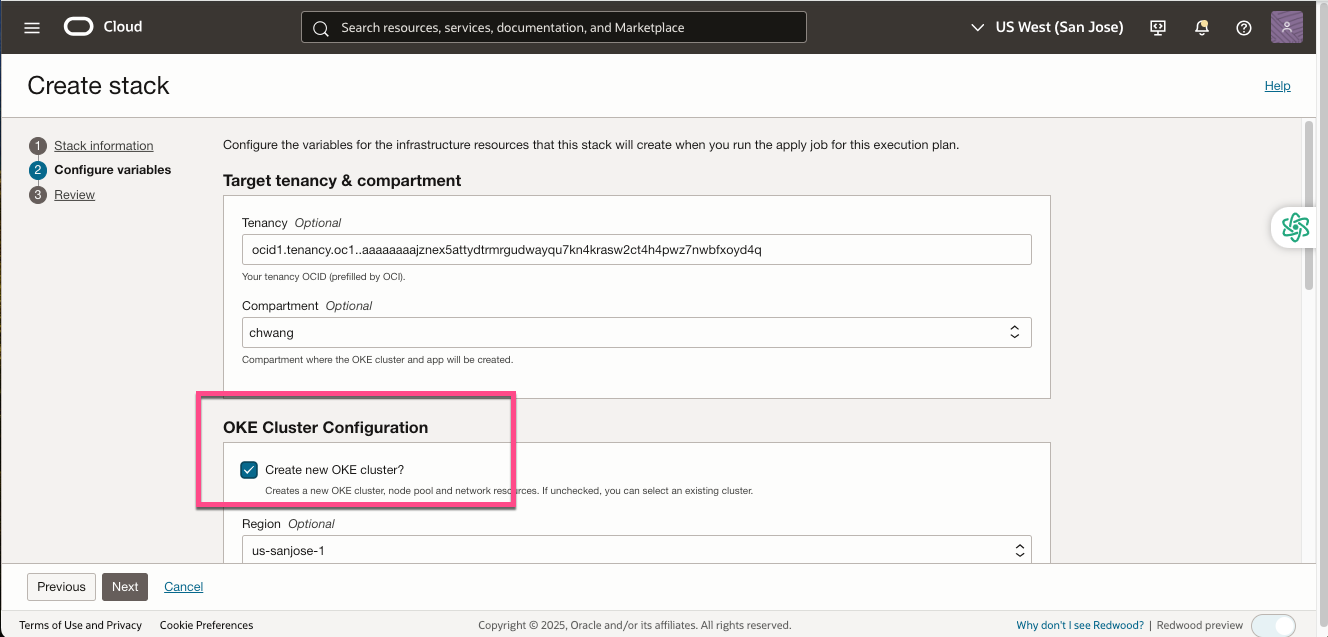 Cloud
Search resources, services, documentation, and Marketplace
US West (San Jose)
Create stack
Help
1 Stack information
2 Configure variables
3 Review
Configure the variables for the infrastructure resources that this stack will create when you run the apply job for this execution plan.
Target tenancy & compartment
Tenancy Optional
ocid1.tenancy.oc1..aaaaaaaaajznex5attydtrmrgudwayqu7kn4krasw2ct4h4pwz7nwbfxoyd4q
Your tenancy OCID (prefilled by OCI).
Compartment Optional
chwang
Compartment where the OKE cluster and app will be created.
OKE Cluster Configuration
Create new OKE cluster?
Creates a new OKE cluster, node pool and network resources. If unchecked, you can select an existing cluster.
Region Optional
us-sanjose-1
Previous Next Cancel
Terms of Use and Privacy Cookie Preferences
Copyright © 2025, Oracle and/or its affiliates. All rights reserved.
Why don't I see Redwood? | Redwood preview